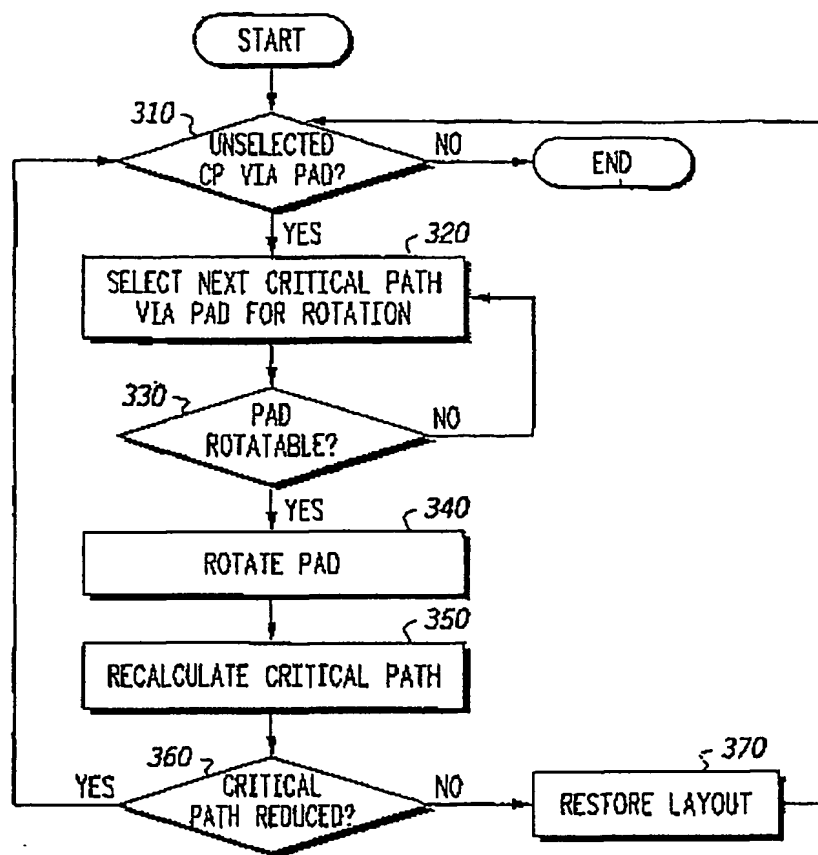 START
310
UNSELECTED
CP VIA PAD?
NO
END
YES
320
SELECT NEXT CRITICAL PATH
VIA PAD FOR ROTATION
330
PAD
ROTATABLE?
NO
YES
340
ROTATE PAD
350
RECALCULATE CRITICAL PATH
360
YES
CRITICAL
PATH REDUCED?
NO
370
RESTORE LAYOUT